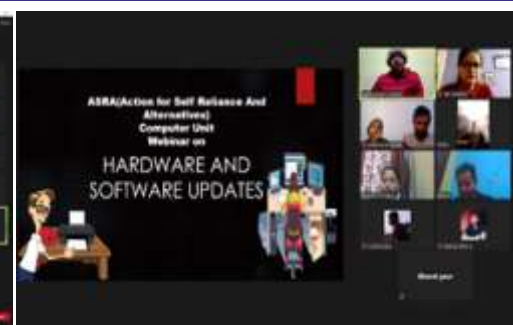 ASRA(Action for Self Reliance And
Alternatives)
Computer Unit
Webinar on
HARDWARE AND
SOFTWARE UPDATES